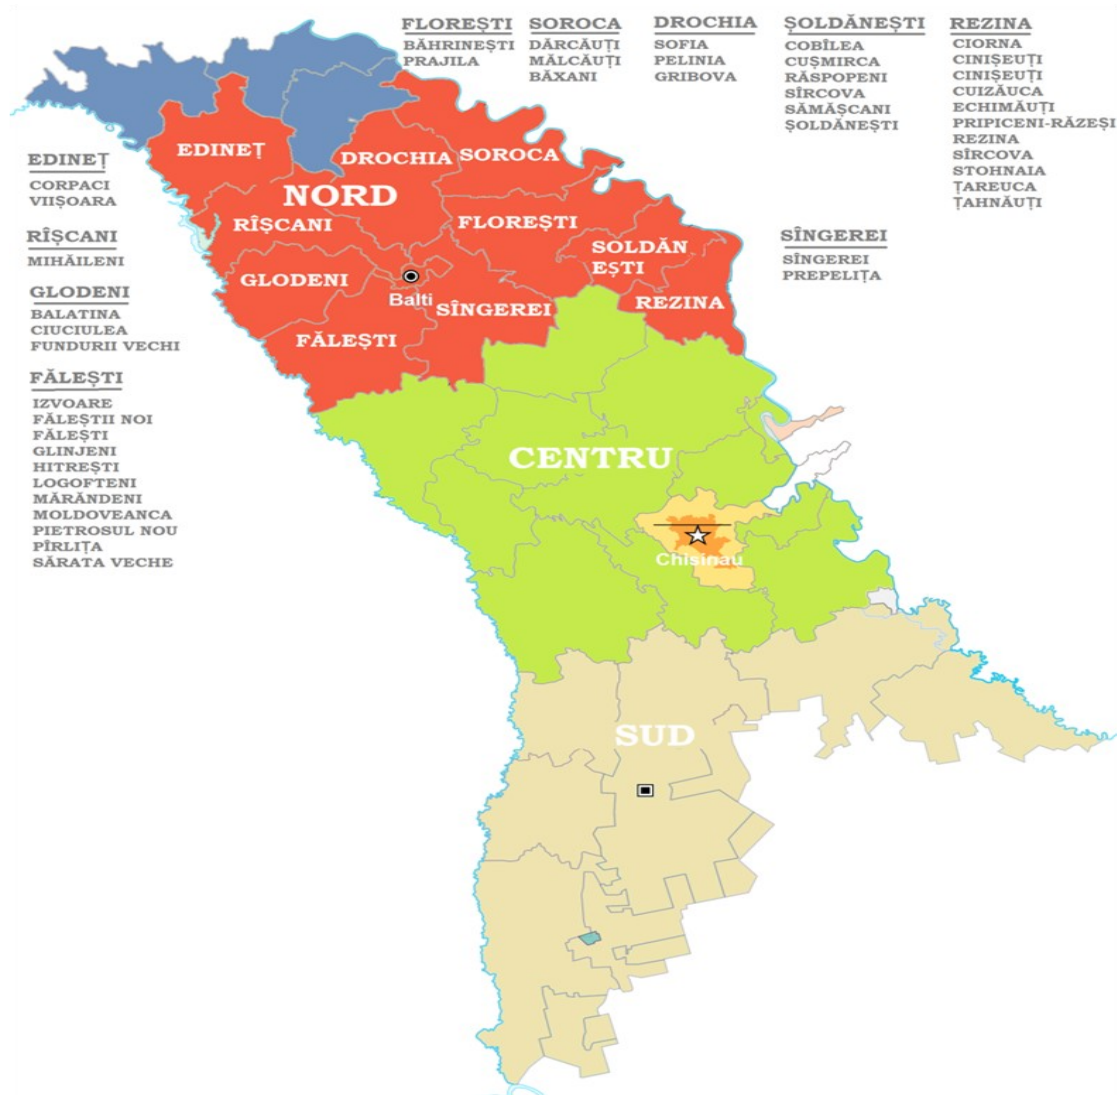 FLOREȘTI
BĂHRINEȘTI
PRAJILA
SOROCA
DĂRCĂUȚI
MĂLCĂUȚI
BĂXANI
DROCHIA
SOFIA
PELINIA
GRIBOVA
ȘOLDĂNEȘTI
COBÎLEA
CUȘMIRCA
RĂSPOPENI
SÎRCOVA
SĂMĂȘCANI
ȘOLDĂNEȘTI
REZINA
CIORNA
CINIȘEUȚI
CINIȘEUȚI
CUIZĂUCA
ECHIMĂUȚI
PRIPICENI-RĂZEȘI
REZINA
SÎRCOVA
STOHNAIA
ȚAREUCA
ȚAHNĂUȚI
EDINEȚ
CORPACI
VIIȘOARA
RÎȘCANI
MIHĂILENI
GLODENI
BALATINA
CIUCIULEA
FUNDURII VECHI
FĂLEȘTI
IZVOARE
FĂLEȘTII NOI
FĂLEȘTI
GLINJENI
HITREȘTI
LOGOFTENI
MĂRĂNDENI
MOLDOVEANCA
PIETROSUL NOU
PÎRLIȚA
SĂRATA VECHE
SÎNGEREI
SÎNGEREI
PREPELIȚA
EDINEȚ
DROCHIA
SOROCA
NORD
RÎȘCANI
FLOREȘTI
SOLDĂN
EȘTI
GLODENI
Balti
SÎNGEREI
REZINA
FĂLEȘTI
CENTRU
Chisinau
SUD